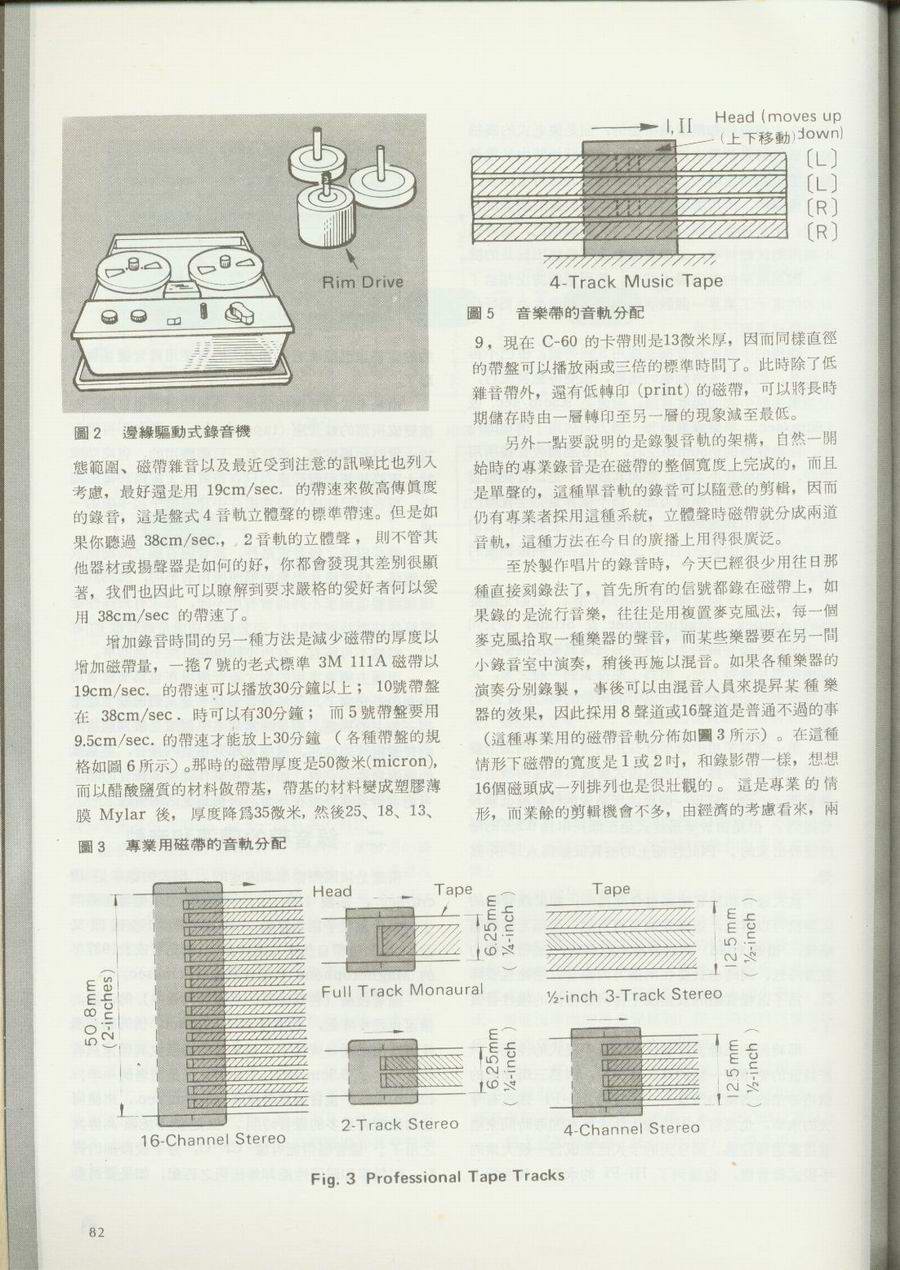 Rim Drive
圖2　邊緣驅動式錄音機
態範圍、磁帶雜音以及最近受到注意的訊噪比也列入
考慮，最好還是用 19cm/sec. 的帶速來做高傳眞度
的錄音，這是盤式4音軌立體聲的標準帶速。但是如
果你聽過 38cm/sec.，2音軌的立體聲，則不管其
他器材或揚聲器是如何的好，你都會發現其差別很顯
著，我們也因此可以瞭解到要求嚴格的愛好者何以愛
用 38cm/sec 的帶速了。
增加錄音時間的另一種方法是減少磁帶的厚度以
增加磁帶量，一捲7號的老式標準 3M 111A 磁帶以
19cm/sec. 的帶速可以播放30分鐘以上；10號帶盤
在 38cm/sec. 時可以有30分鐘；而5號帶盤要用
9.5cm/sec. 的帶速才能放上30分鐘（各種帶盤的規
格如圖6所示）。那時的磁帶厚度是50微米(micron)，
而以醋酸鹽質的材料做帶基，帶基的材料變成塑膠薄
膜 Mylar 後，厚度降爲35微米，然後25、18、13、
Head (moves up
down)
(上下移動)
I, II
〔L〕
〔L〕
〔R〕
〔R〕
4-Track Music Tape
圖5　音樂帶的音軌分配
9，現在 C-60 的卡帶則是13微米厚，因而同樣直徑
的帶盤可以播放兩或三倍的標準時間了。此時除了低
雜音帶外，還有低轉印 (print) 的磁帶，可以將長時
期儲存時由一層轉印至另一層的現象減至最低。
另外一點要說明的是錄製音軌的架構，自然一開
始時的專業錄音是在磁帶的整個寬度上完成的，而且
是單聲的，這種單音軌的錄音可以隨意的剪輯，因而
仍有專業者採用這種系統，立體聲時磁帶就分成兩道
音軌，這種方法在今日的廣播上用得很廣泛。
至於製作唱片的錄音時，今天已經很少用往日那
種直接刻錄法了，首先所有的信號都錄在磁帶上，如
果錄的是流行音樂，往往是用複置麥克風法，每一個
麥克風拾取一種樂器的聲音，而某些樂器要在另一間
小錄音室中演奏，稍後再施以混音。如果各種樂器的
演奏分別錄製，事後可以由混音人員來提昇某種樂
器的效果，因此採用8聲道或16聲道是普通不過的事
（這種專業用的磁帶音軌分佈如圖3所示）。在這種
情形下磁帶的寬度是1或2吋，和錄影帶一樣，想想
16個磁頭成一列排列也是很壯觀的。這是專業的情
形，而業餘的剪輯機會不多，由經濟的考慮看來，兩
圖3　專業用磁帶的音軌分配
50.8mm
(2-inches)
16-Channel Stereo
Head
Tape
6.25mm
(¼-inch)
Full Track Monaural
6.25mm
(¼-inch)
2-Track Stereo
Tape
12.5mm
(½-inch)
½-inch 3-Track Stereo
12.5mm
(½-inch)
4-Channel Stereo
Fig. 3 Professional Tape Tracks
82